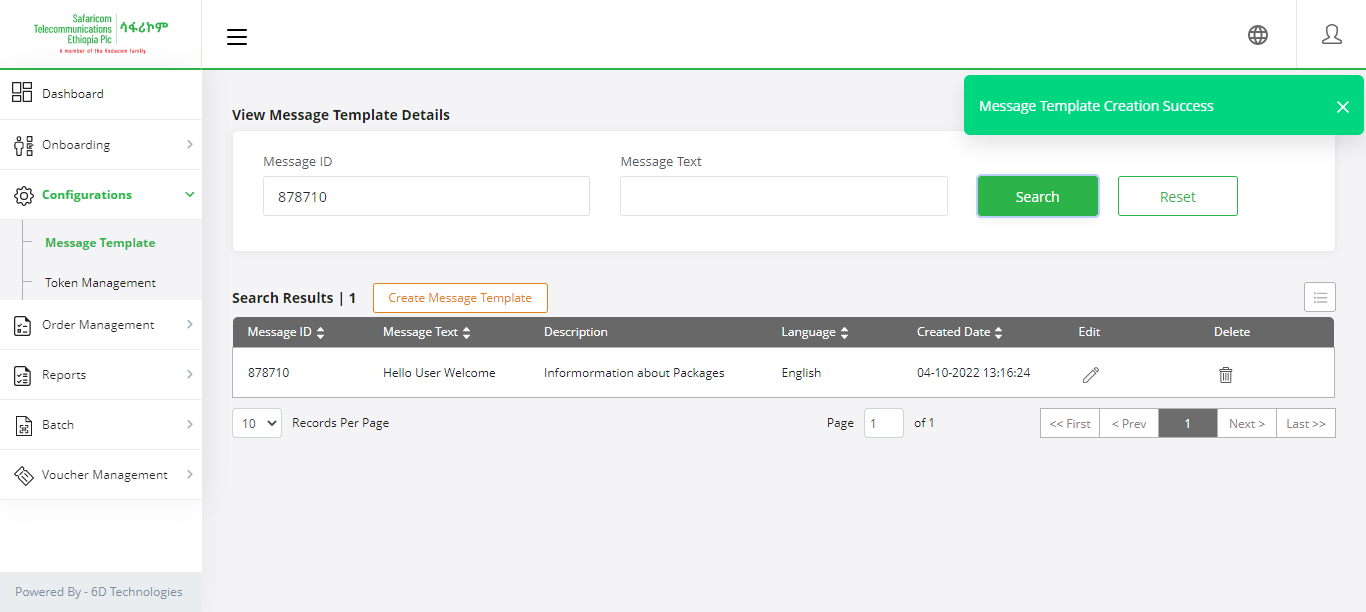 Safaricom
Telecommunications
Ethiopia Plc
ሳፋሪኮም
A member of the Vodacom family
Message Template Creation Success
Dashboard
Onboarding
Configurations
Message Template
Token Management
Order Management
Reports
Batch
Voucher Management
Powered By - 6D Technologies
View Message Template Details
Message ID Message Text
878710 Search Reset
Search Results | 1 Create Message Template
Message ID Message Text Description Language Created Date Edit Delete
878710 Hello User Welcome Informormation about Packages English 04-10-2022 13:16:24
10 Records Per Page Page 1 of 1 << First < Prev 1 Next > Last >>